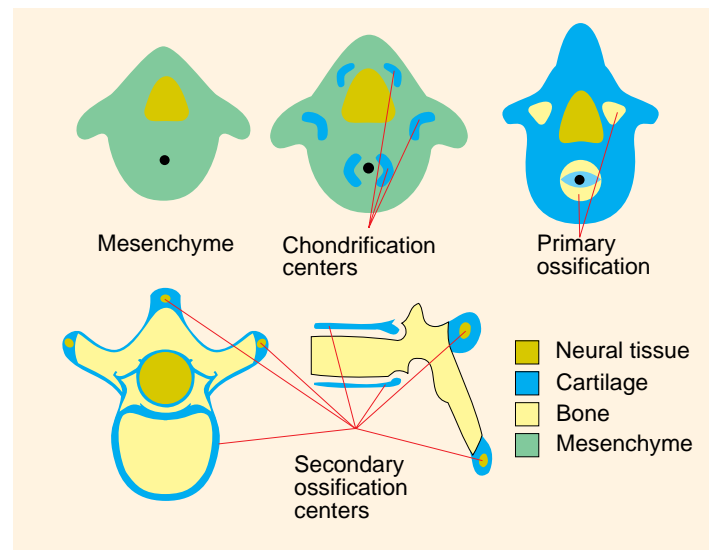 Mesenchyme
Chondrification
centers
Primary
ossification
Secondary
ossification
centers
Neural tissue
Cartilage
Bone
Mesenchyme